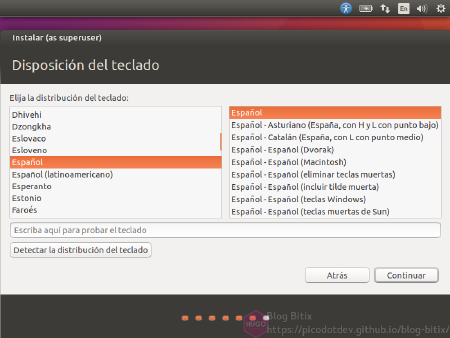 En
Instalar (as superuser)
Disposición del teclado
Elija la distribución del teclado:
Dhivehi
Dzongkha
Eslovaco
Esloveno
Español
Español (latinoamericano)
Esperanto
Estonio
Faroés
Español
Español - Asturiano (España, con H y L con punto bajo)
Español - Catalán (España, con L con punto medio)
Español - Español (Dvorak)
Español - Español (Macintosh)
Español - Español (eliminar teclas muertas)
Español - Español (incluir tilde muerta)
Español - Español (teclas Windows)
Español - Español (teclas muertas de Sun)
Escriba aquí para probar el teclado
Detectar la distribución del teclado
Atrás
Continuar
HUGO
Blog Bitix
https://picodotdev.github.io/blog-bitix/